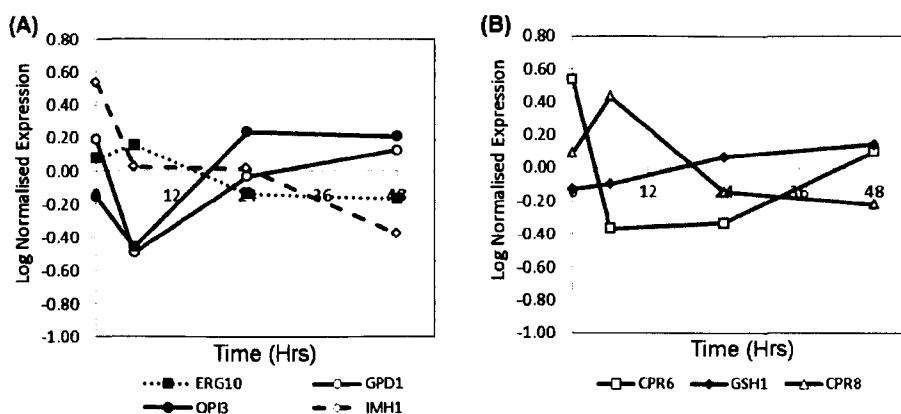 (A)
0.80
0.60
0.40
0.20
0.00
-0.20
-0.40
-0.60
-0.80
-1.00
Log Normalised Expression
12
36
48
Time (Hrs)
ERG10
GPD1
OPI3
IMH1
(B)
0.80
0.60
0.40
0.20
0.00
-0.20
-0.40
-0.60
-0.80
-1.00
Log Normalised Expression
12
48
Time (Hrs)
CPR6
GSH1
CPR8